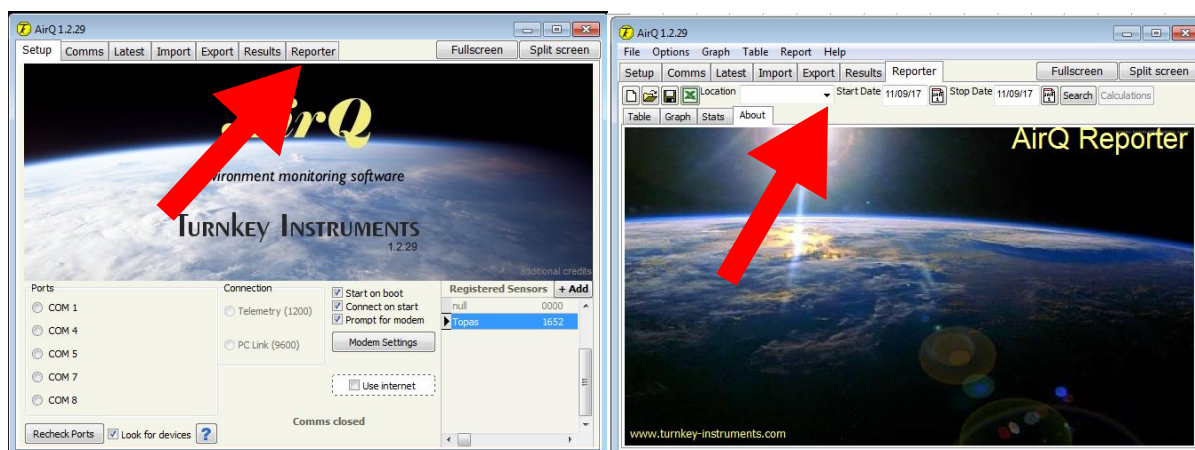 AirQ 1.2.29
Setup Comms Latest Import Export Results Reporter Fullscreen Split screen
AirQ
vironment monitoring software
TURNKEY INSTRUMENTS
1.2.29
additional credits
Ports
COM 1
COM 4
COM 5
COM 7
COM 8
Recheck Ports Look for devices ?
Connection
Telemetry (1200)
PC Link (9600)
Start on boot
Connect on start
Prompt for modem
Modem Settings
Use internet
Comms closed
Registered Sensors + Add
null 0000
Topas 1652
AirQ 1.2.29
File Options Graph Table Report Help
Setup Comms Latest Import Export Results Reporter Fullscreen Split screen
Location Start Date 11/09/17 Stop Date 11/09/17 Search Calculations
Table Graph Stats About
AirQ Reporter
www.turnkey-instruments.com